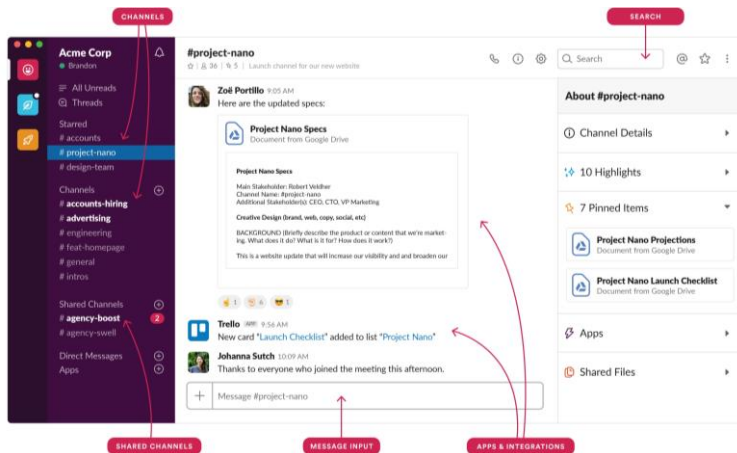 CHANNELS
SEARCH
Acme Corp
Brandon
All Unreads
Threads
Starred
# accounts
# project-nano
# design-team
Channels
# accounts-hiring
# advertising
# engineering
# feat-homepage
# general
# intros
Shared Channels
# agency-boost 2
# agency-swell
Direct Messages
Apps
#project-nano
36 | 5 | Launch channel for our new website
Search
Zoë Portillo 9:05 AM
Here are the updated specs:
Project Nano Specs
Document from Google Drive
Project Nano Specs
Main Stakeholder: Robert
Channel Name: #project-nano
Additional Stakeholder(s): CEO, CTO, VP Marketing
Creative Design (brand, web, copy, social, etc)
BACKGROUND (Briefly describe the product or content that we're market-
ing. What does it do? What is it for? How does it work?)
This is a website update that will increase our visibility and and broaden our
1 6 1
Trello APP 9:56 AM
New card "Launch Checklist" added to list "Project Nano"
Johanna Sutch 10:09 AM
Thanks to everyone who joined the meeting this afternoon.
Message #project-nano
About #project-nano
Channel Details
10 Highlights
7 Pinned Items
Project Nano Projections
Document from Google Drive
Project Nano Launch Checklist
Document from Google Drive
Apps
Shared Files
SHARED CHANNELS
MESSAGE INPUT
APPS & INTEGRATIONS